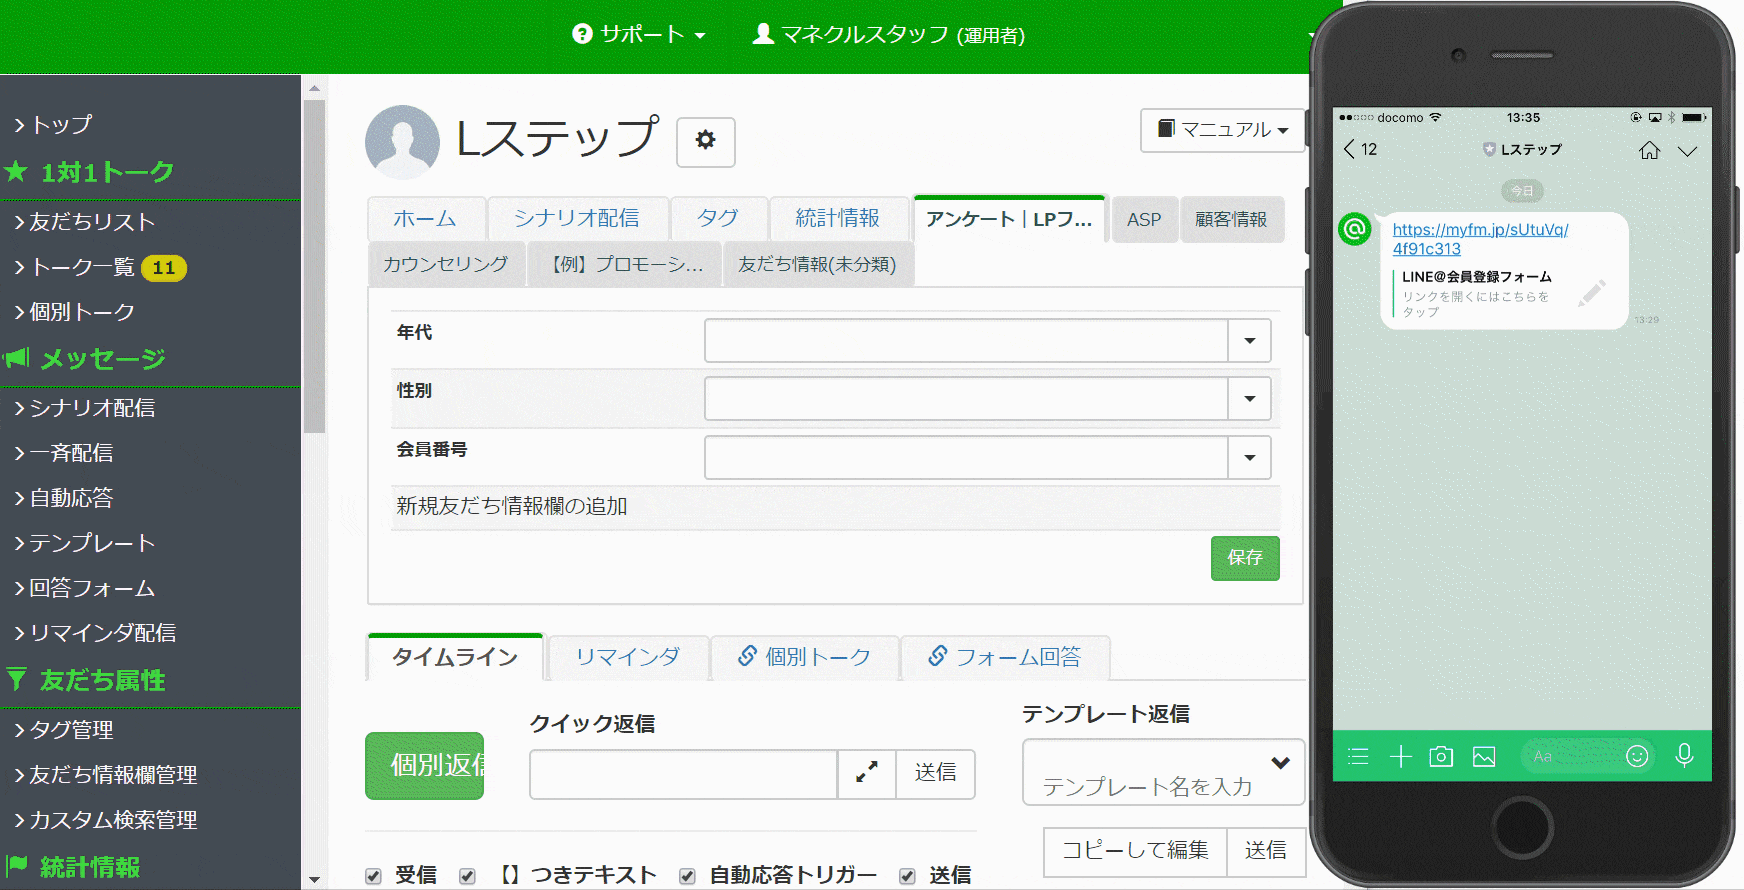 サポート
マネクルスタッフ (運用者)
トップ
1対1トーク
友だちリスト
トーク一覧 11
個別トーク
メッセージ
シナリオ配信
一斉配信
自動応答
テンプレート
回答フォーム
リマインダ配信
友だち属性
タグ管理
友だち情報欄管理
カスタム検索管理
統計情報
Lステップ
マニュアル
ホーム
シナリオ配信
タグ
統計情報
アンケート｜LPフ...
ASP
顧客情報
カウンセリング
【例】プロモーシ...
友だち情報(未分類)
年代
性別
会員番号
新規友だち情報欄の追加
保存
タイムライン
リマインダ
個別トーク
フォーム回答
個別返信
クイック返信
送信
テンプレート返信
テンプレート名を入力
コピーして編集
送信
受信
【】つきテキスト
自動応答トリガー
送信
docomo
13:35
12
Lステップ
今日
https://myfm.jp/sUtuVq/
4f91c313
LINE@会員登録フォーム
リンクを開くにはこちらを
タップ
13:29
Aa